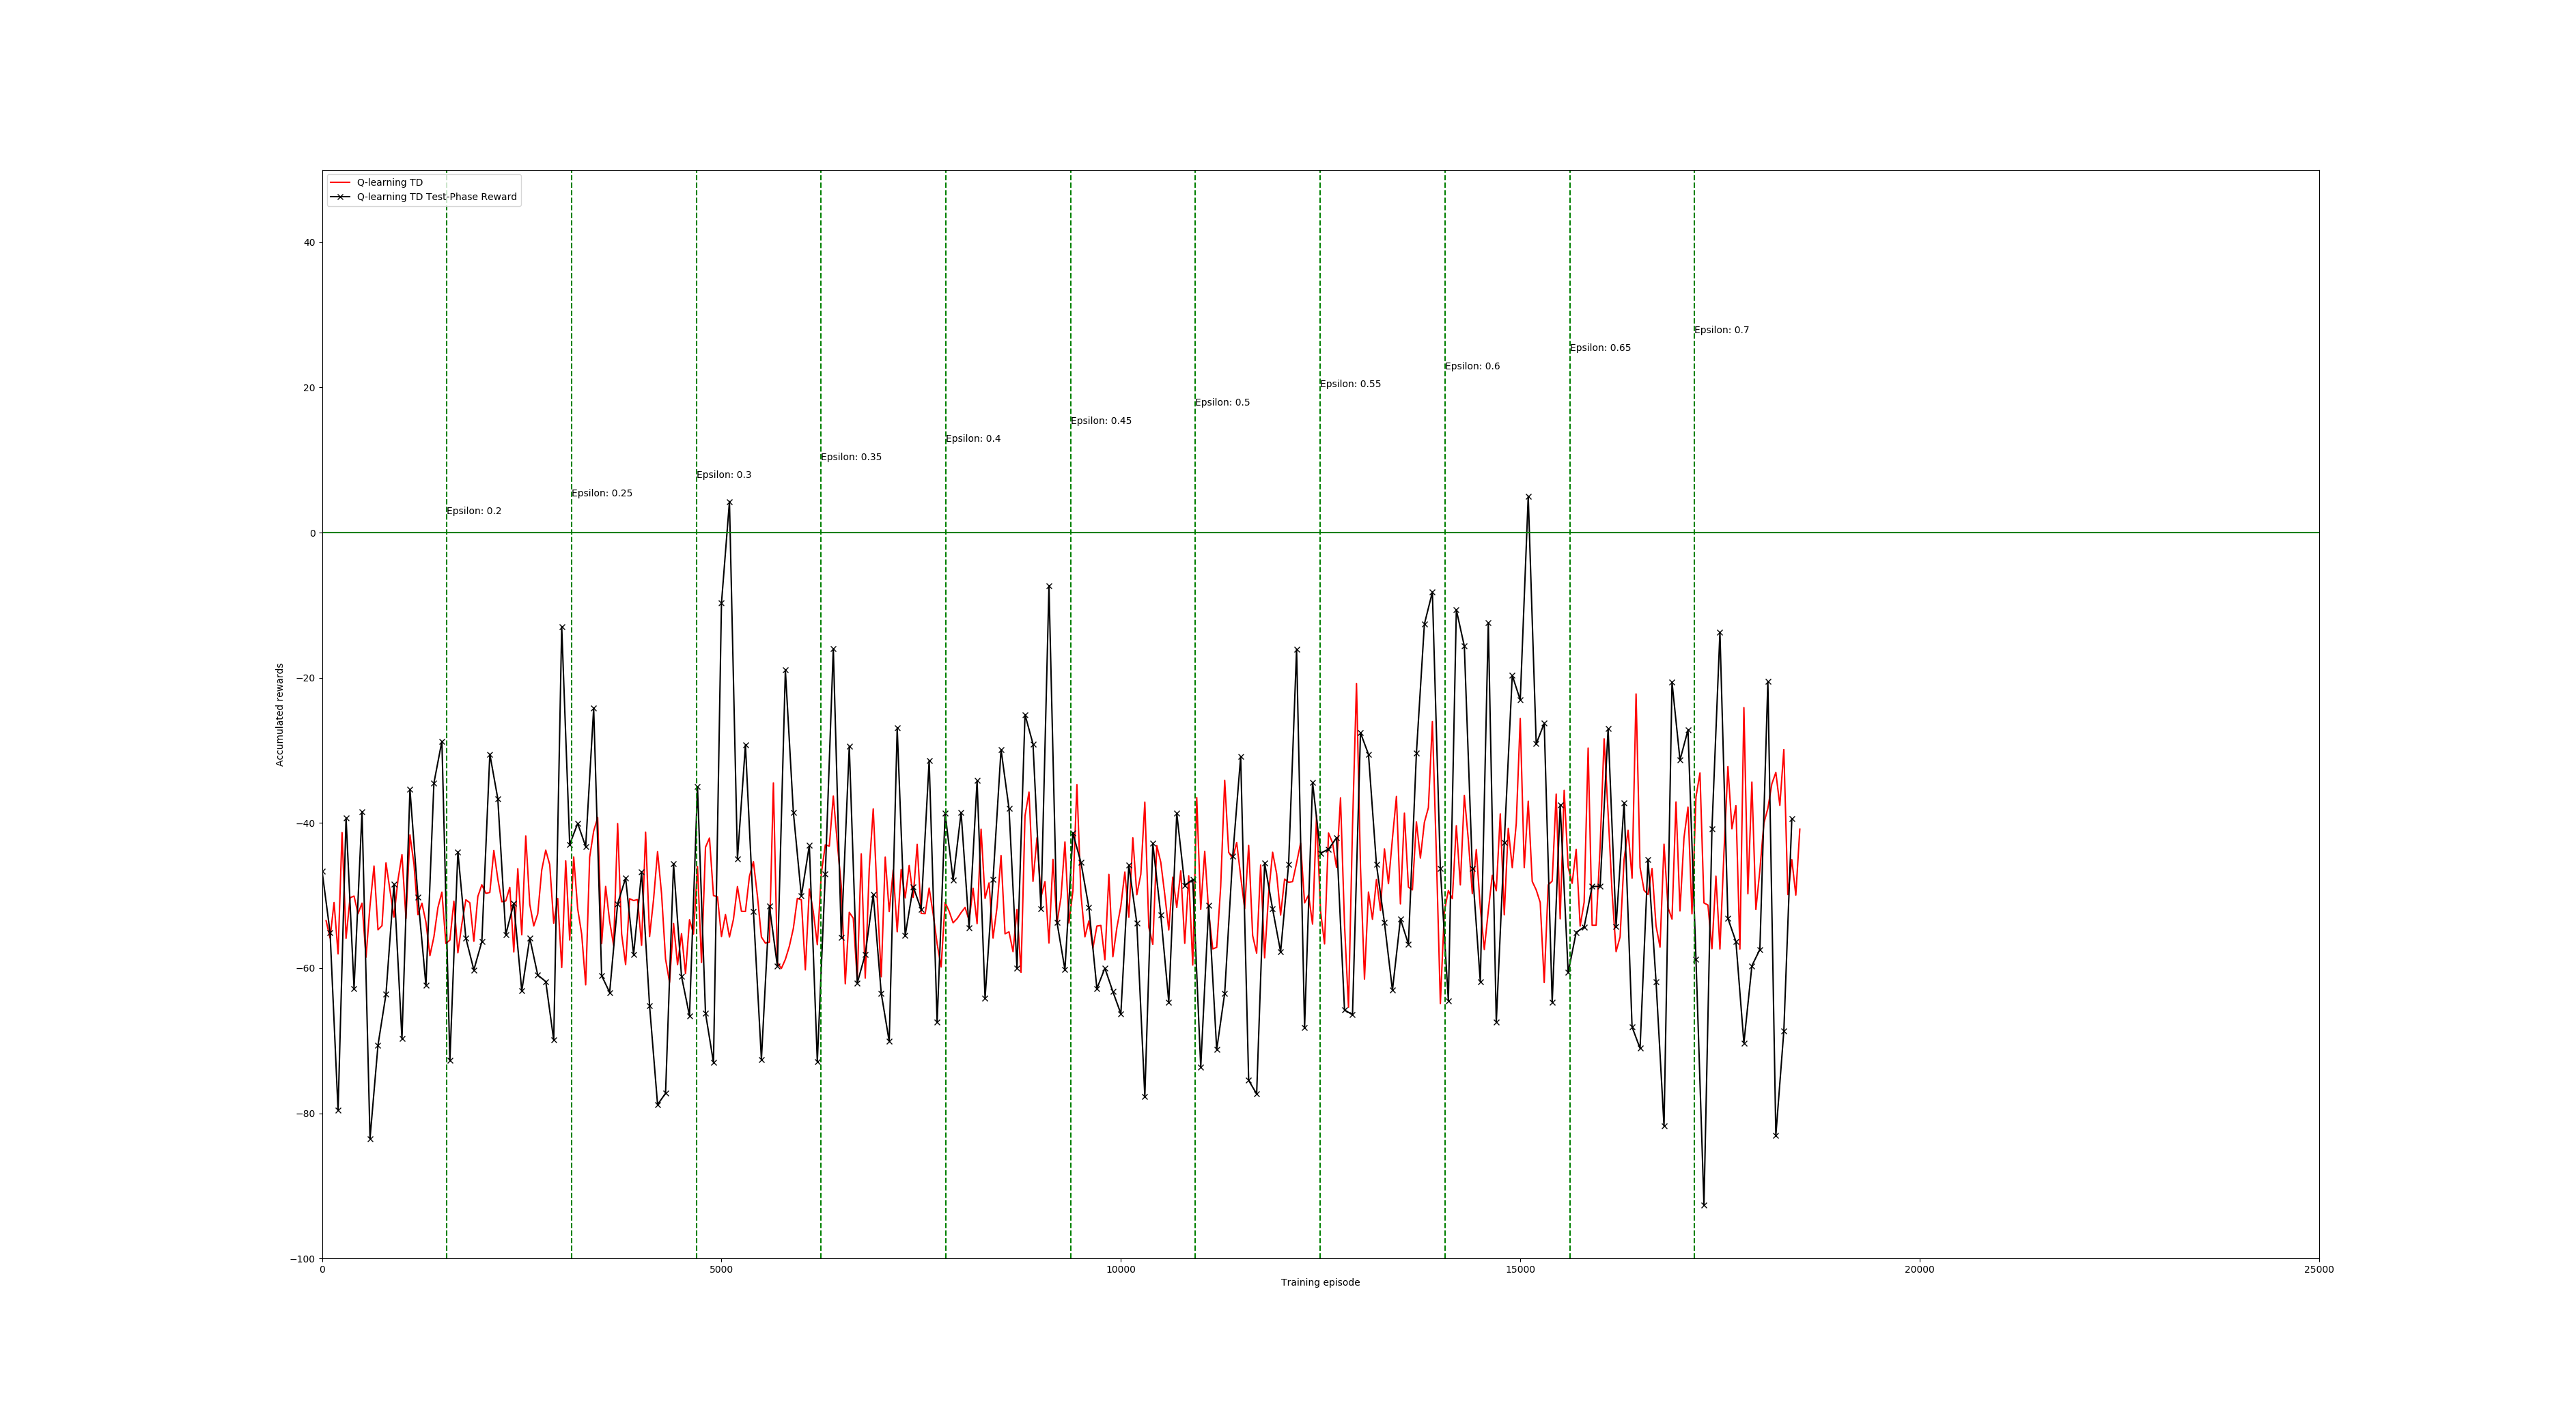 Q-learning TD
Q-learning TD Test-Phase Reward
40
20
0
−20
−40
−60
−80
−100
Accumulated rewards
Epsilon: 0.2
Epsilon: 0.25
Epsilon: 0.3
Epsilon: 0.35
Epsilon: 0.4
Epsilon: 0.45
Epsilon: 0.5
Epsilon: 0.55
Epsilon: 0.6
Epsilon: 0.65
Epsilon: 0.7
0 5000 10000 15000 20000 25000
Training episode